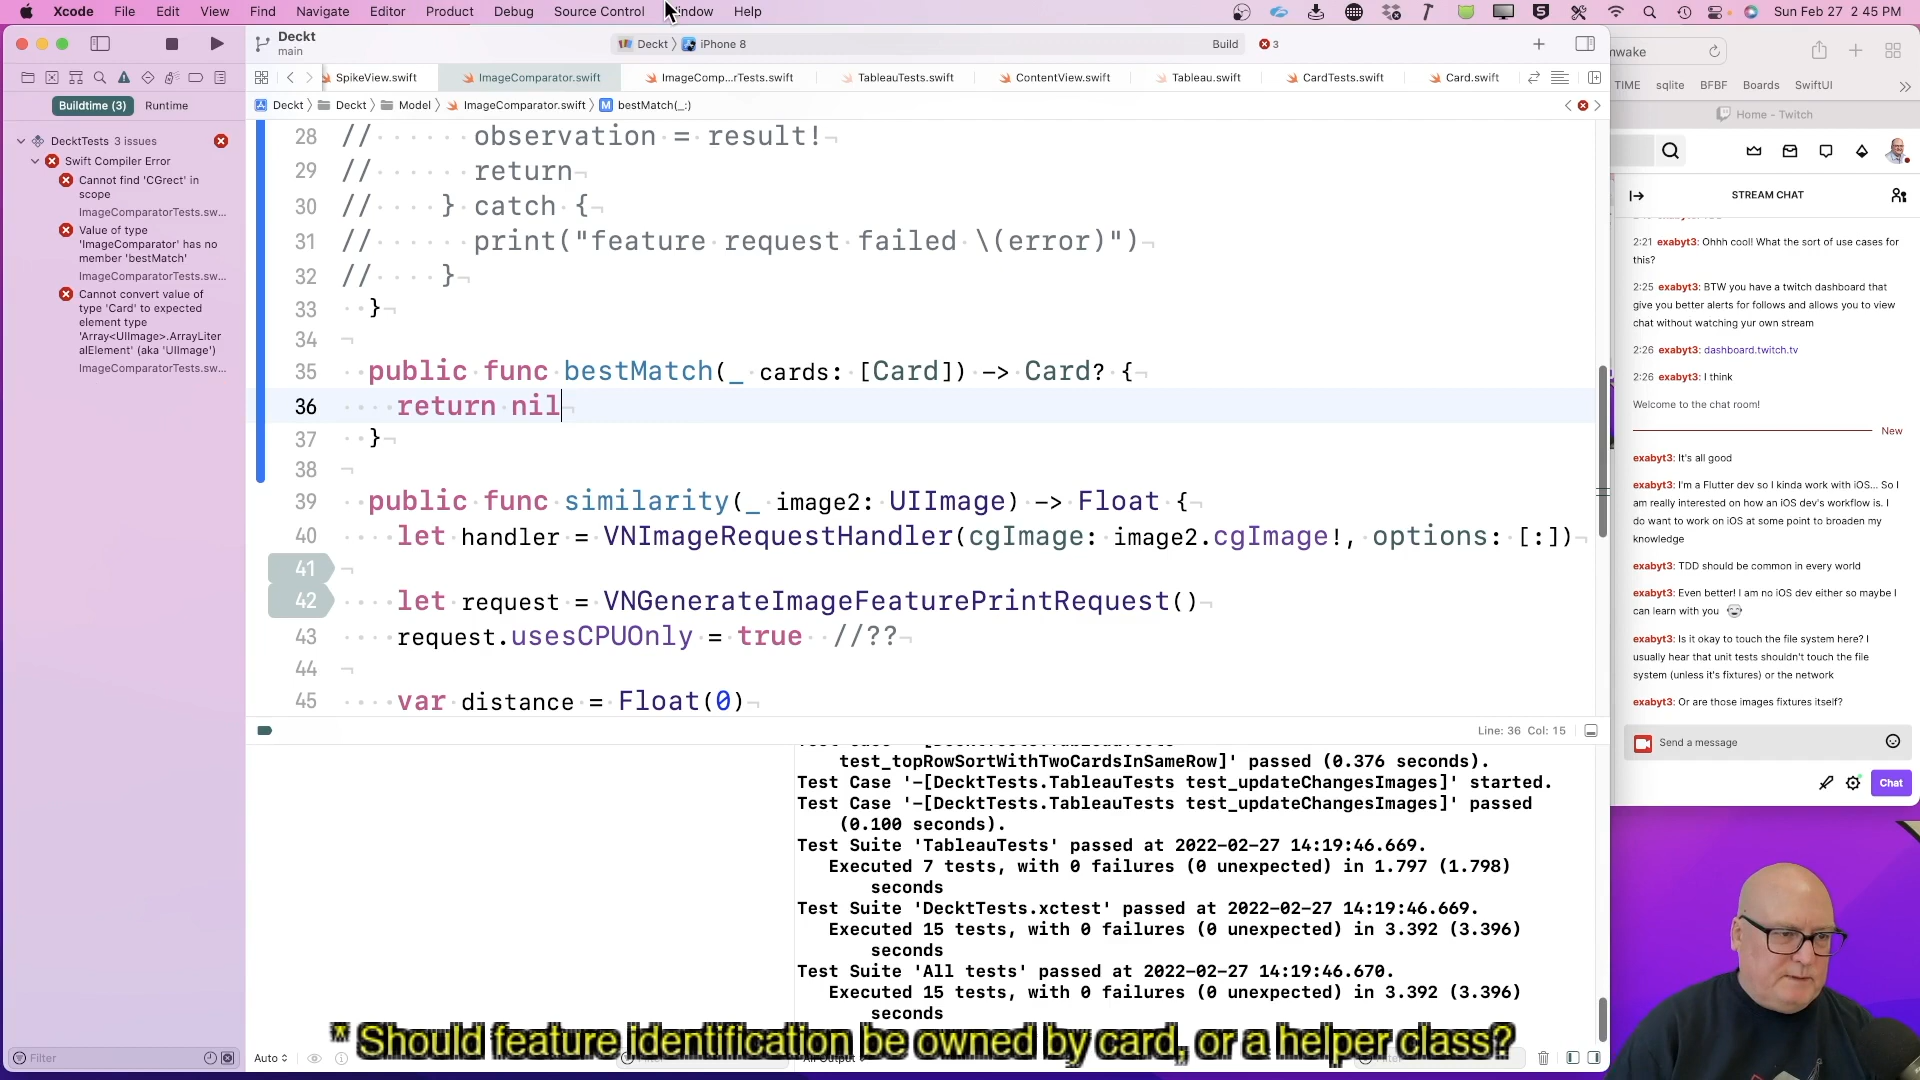 Xcode File Edit View Find Navigate Editor Product Debug Source Control Window Help
Sun Feb 27 2:45 PM
Deckt
main
Deckt 〉 iPhone 8
Build
3
SpikeView.swift
ImageComparator.swift
ImageComp...rTests.swift
TableauTests.swift
ContentView.swift
Tableau.swift
CardTests.swift
Card.swift
Buildtime (3)
Runtime
Deckt 〉 Deckt 〉 Model 〉 ImageComparator.swift 〉 M bestMatch(_:)
DecktTests 3 issues
Swift Compiler Error
Cannot find 'CGrect' in
scope
ImageComparatorTests.sw...
Value of type
'ImageComparator' has no
member 'bestMatch'
ImageComparatorTests.sw...
Cannot convert value of
type 'Card' to expected
element type
'Array<UIImage>.ArrayLiter
alElement' (aka 'UIImage')
ImageComparatorTests.sw...
28 // observation = result!
29 // return
30 // } catch {
31 // print("feature request failed \(error)")
32 // }
33 }
34
35 public func bestMatch(_ cards: [Card]) -> Card? {
36 return nil
37 }
38
39 public func similarity(_ image2: UIImage) -> Float {
40 let handler = VNImageRequestHandler(cgImage: image2.cgImage!, options: [:])
41
42 let request = VNGenerateImageFeaturePrintRequest()
43 request.usesCPUOnly = true //??
44
45 var distance = Float(0)
Line: 36 Col: 15
test_topRowSortWithTwoCardsInSameRow]' passed (0.376 seconds).
Test Case '-[DecktTests.TableauTests test_updateChangesImages]' started.
Test Case '-[DecktTests.TableauTests test_updateChangesImages]' passed
(0.100 seconds).
Test Suite 'TableauTests' passed at 2022-02-27 14:19:46.669.
Executed 7 tests, with 0 failures (0 unexpected) in 1.797 (1.798)
seconds
Test Suite 'DecktTests.xctest' passed at 2022-02-27 14:19:46.669.
Executed 15 tests, with 0 failures (0 unexpected) in 3.392 (3.396)
seconds
Test Suite 'All tests' passed at 2022-02-27 14:19:46.670.
Executed 15 tests, with 0 failures (0 unexpected) in 3.392 (3.396)
seconds
* Should feature identification be owned by card, or a helper class?
Filter
Auto
nwake
TIME sqlite BFBF Boards SwiftUI
Home - Twitch
STREAM CHAT
2:21 exabyt3: Ohhh cool! What the sort of use cases for
this?
2:25 exabyt3: BTW you have a twitch dashboard that
give you better alerts for follows and allows you to view
chat without watching yur own stream
2:26 exabyt3: dashboard.twitch.tv
2:26 exabyt3: I think
Welcome to the chat room!
New
exabyt3: It's all good
exabyt3: I'm a Flutter dev so I kinda work with iOS... So I
am really interested on how an iOS dev's workflow is. I
do want to work on iOS at some point to broaden my
knowledge
exabyt3: TDD should be common in every world
exabyt3: Even better! I am no iOS dev either so maybe I
can learn with you
exabyt3: Is it okay to touch the file system here? I
usually hear that unit tests shouldn't touch the file
system (unless it's fixtures) or the network
exabyt3: Or are those images fixtures itself?
Send a message
Chat